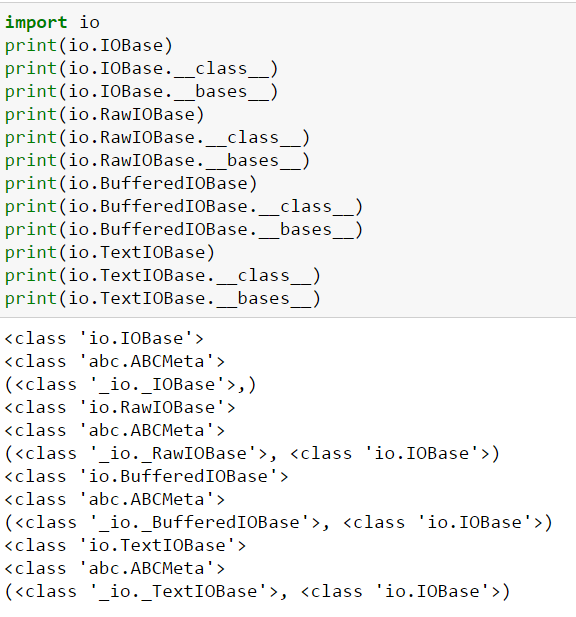 import io
print(io.IOBase)
print(io.IOBase.__class__)
print(io.IOBase.__bases__)
print(io.RawIOBase)
print(io.RawIOBase.__class__)
print(io.RawIOBase.__bases__)
print(io.BufferedIOBase)
print(io.BufferedIOBase.__class__)
print(io.BufferedIOBase.__bases__)
print(io.TextIOBase)
print(io.TextIOBase.__class__)
print(io.TextIOBase.__bases__)
<class 'io.IOBase'>
<class 'abc.ABCMeta'>
(<class '_io._IOBase'>,)
<class 'io.RawIOBase'>
<class 'abc.ABCMeta'>
(<class '_io._RawIOBase'>, <class 'io.IOBase'>)
<class 'io.BufferedIOBase'>
<class 'abc.ABCMeta'>
(<class '_io._BufferedIOBase'>, <class 'io.IOBase'>)
<class 'io.TextIOBase'>
<class 'abc.ABCMeta'>
(<class '_io._TextIOBase'>, <class 'io.IOBase'>)